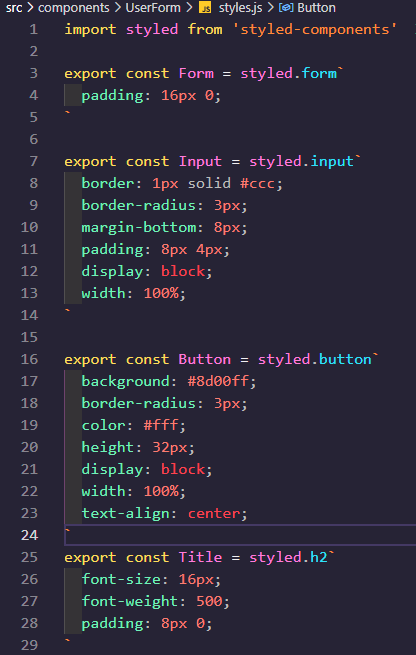 src > components > UserForm > JS styles.js > Button
1 import styled from 'styled-components'
2
3 export const Form = styled.form`
4   padding: 16px 0;
5 `
6
7 export const Input = styled.input`
8   border: 1px solid #ccc;
9   border-radius: 3px;
10   margin-bottom: 8px;
11   padding: 8px 4px;
12   display: block;
13   width: 100%;
14 `
15
16 export const Button = styled.button`
17   background: #8d00ff;
18   border-radius: 3px;
19   color: #fff;
20   height: 32px;
21   display: block;
22   width: 100%;
23   text-align: center;
24 `
25 export const Title = styled.h2`
26   font-size: 16px;
27   font-weight: 500;
28   padding: 8px 0;
29 `